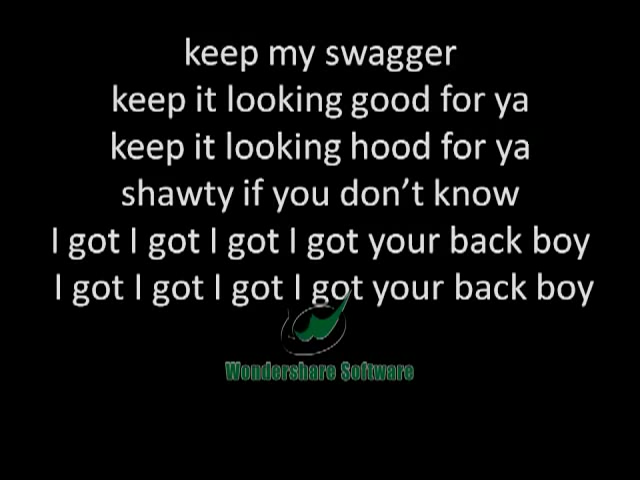 keep my swagger
keep it looking good for ya
keep it looking hood for ya
shawty if you don’t know
I got I got I got I got your back boy
I got I got I got I got your back boy
Wondershare Software